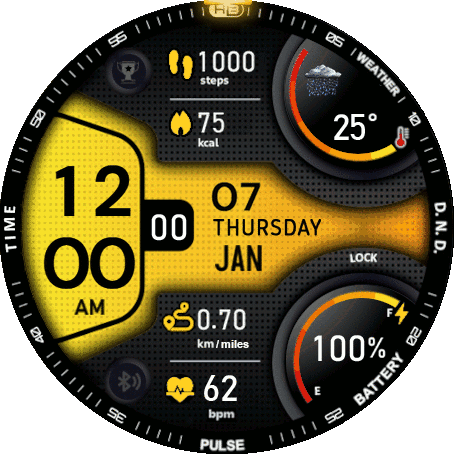 AB
55
05
WEATHER
1000
steps
50
10
75
kcal
25°
12
00
AM
00
07
THURSDAY
JAN
TIME
D.N.D.
LOCK
0.70
km/miles
F
100%
E
40
20
BATTERY
62
bpm
35
25
PULSE